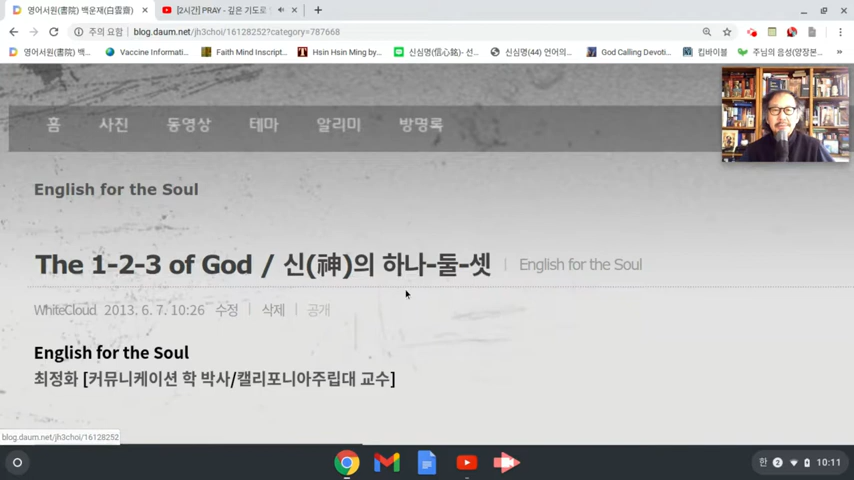 영어서원(書院) 백운재(白雲齋)
[2시간] PRAY - 깊은 기도로
주의 요함
blog.daum.net/jh3choi/16128252?category=787668
영어서원(書院) 백...
Vaccine Informati...
Faith Mind Inscript...
Hsin Hsin Ming by...
신심명(信心銘)- 선...
신심명(44) 언어의...
God Calling Devoti...
킵바이블
주님의 음성(양장본...
홈 사진 동영상 테마 알리미 방명록
English for the Soul
The 1-2-3 of God / 신(神)의 하나-둘-셋 | English for the Soul
WhiteCloud 2013. 6. 7. 10:26 수정 | 삭제 | 공개
English for the Soul
최정화 [커뮤니케이션 학 박사/캘리포니아주립대 교수]
blog.daum.net/jh3choi/16128252
한 2 10:11